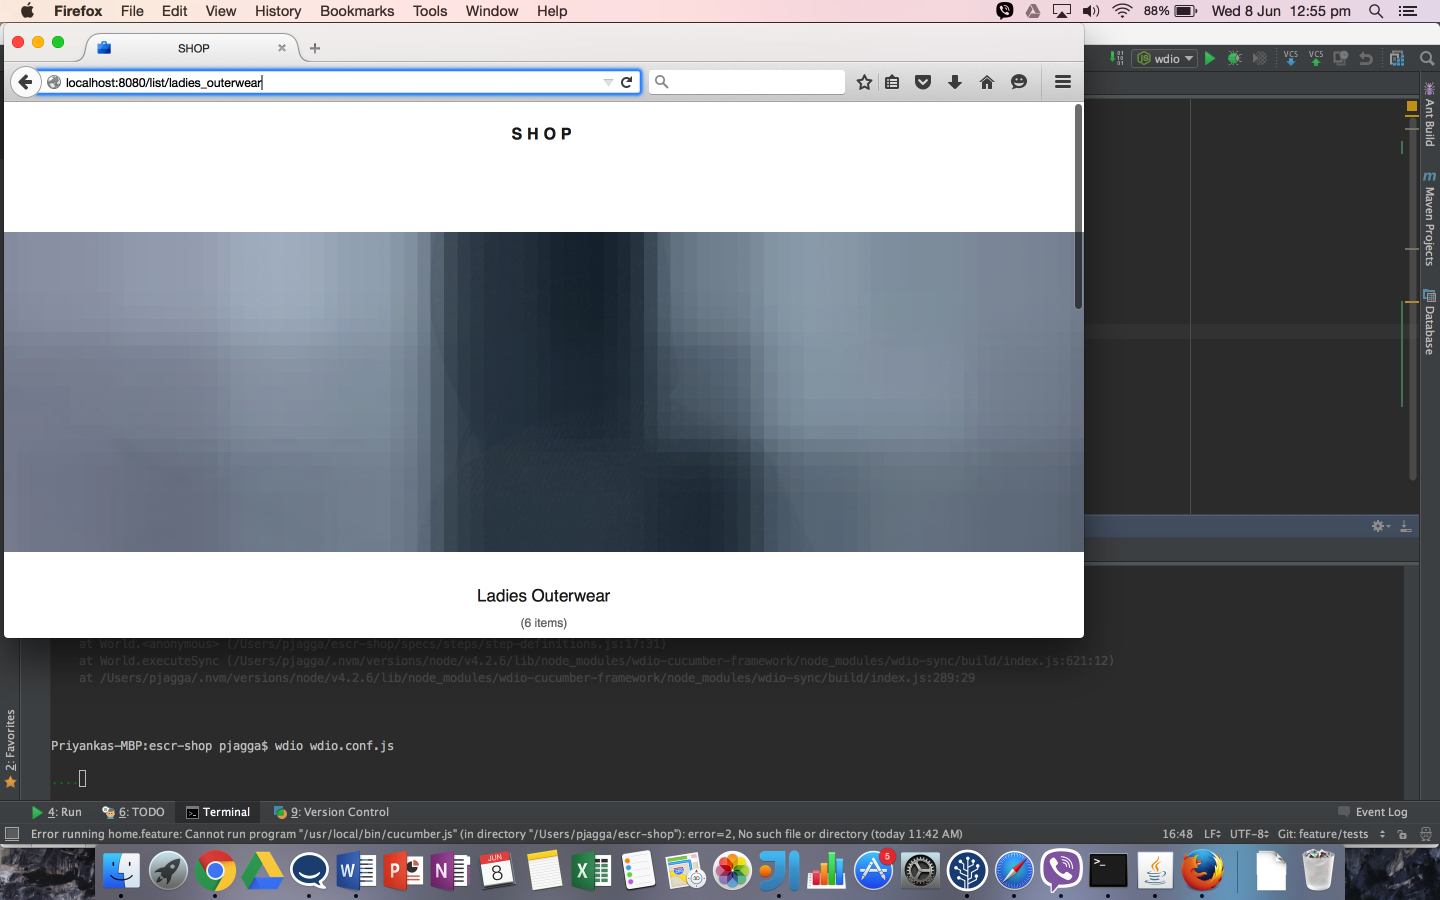 Firefox File Edit View History Bookmarks Tools Window Help 88% Wed 8 Jun 12:55 pm
SHOP
localhost:8080/list/ladies_outerwear
wdio
VCS VCS
SHOP
Ant Build
Maven Projects
Database
Ladies Outerwear
(6 items)
at World.<anonymous> (/Users/pjagga/escr-shop/specs/steps/step-definitions.js:17:31)
at World.executeSync (/Users/pjagga/.nvm/versions/node/v4.2.6/lib/node_modules/wdio-cucumber-framework/node_modules/wdio-sync/build/index.js:621:12)
at /Users/pjagga/.nvm/versions/node/v4.2.6/lib/node_modules/wdio-cucumber-framework/node_modules/wdio-sync/build/index.js:289:29
Priyankas-MBP:escr-shop pjagga$ wdio wdio.conf.js
....
2: Favorites
4: Run 6: TODO Terminal 9: Version Control Event Log
Error running home.feature: Cannot run program "/usr/local/bin/cucumber.js" (in directory "/Users/pjagga/escr-shop"): error=2, No such file or directory (today 11:42 AM) 16:48 LF UTF-8 Git: feature/tests
W P N JUN 8 X 5 >_